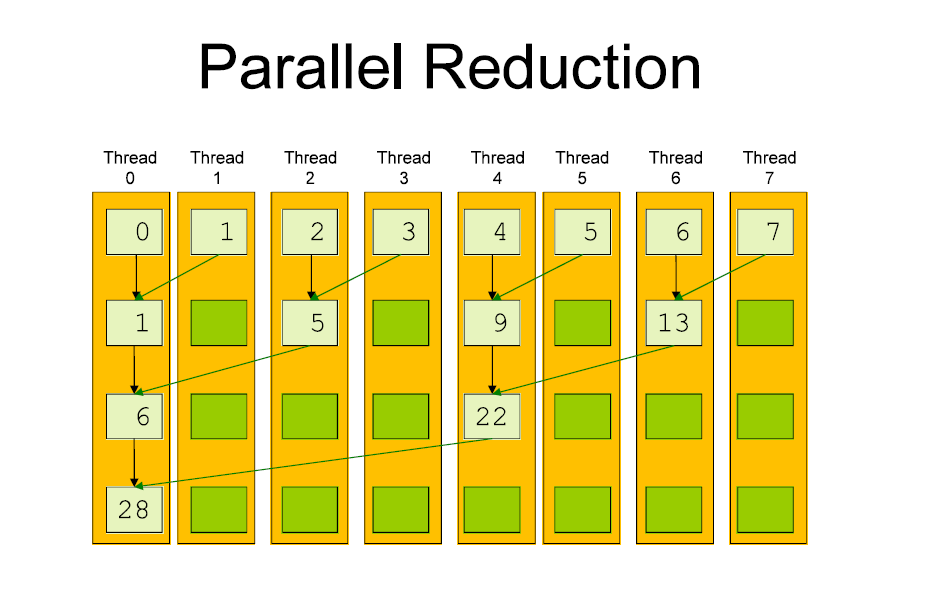 Parallel Reduction
Thread Thread Thread Thread Thread Thread Thread Thread
0 1 2 3 4 5 6 7
0 1 2 3 4 5 6 7
1 5 9 13
6 22
28